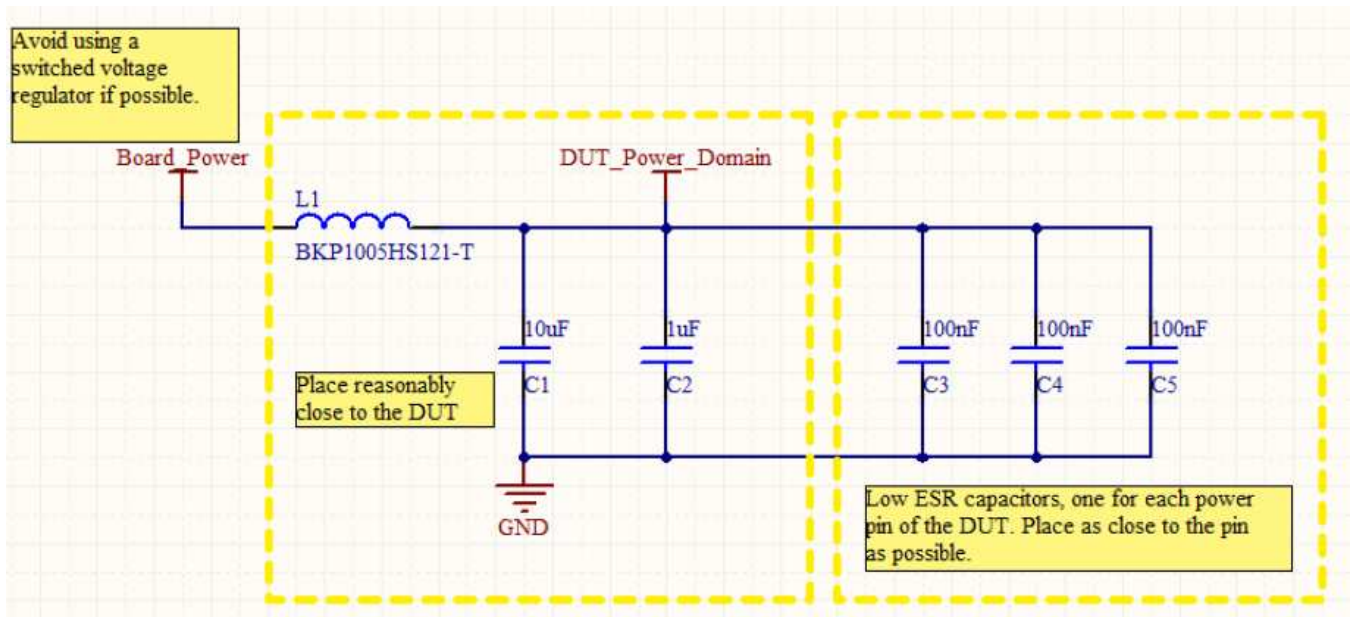 Avoid using a
switched voltage
regulator if possible.
Board_Power
DUT_Power_Domain
L1
BKP1005HS121-T
10uF
1uF
100nF
100nF
100nF
C1
C2
C3
C4
C5
Place reasonably
close to the DUT
GND
Low ESR capacitors, one for each power
pin of the DUT. Place as close to the pin
as possible.